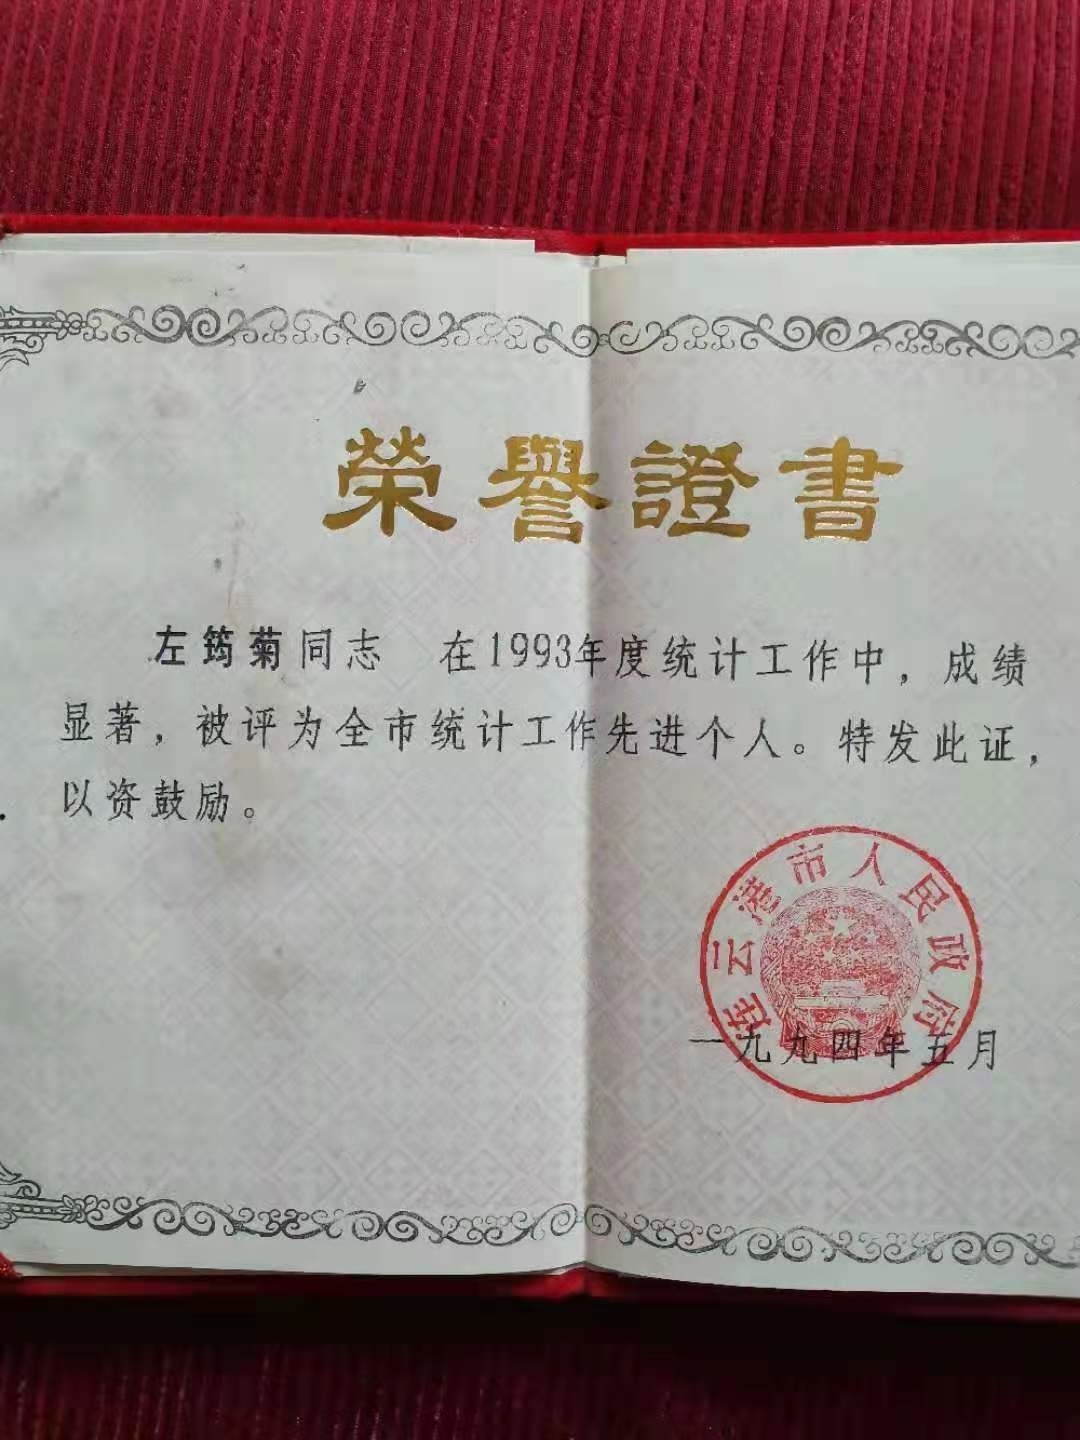 榮譽證書
左筠菊同志 在1993年度统计工作中，成绩
显著，被评为全市统计工作先进个人。特发此证，
以资鼓励。
连云港市人民政府
一九九四年五月